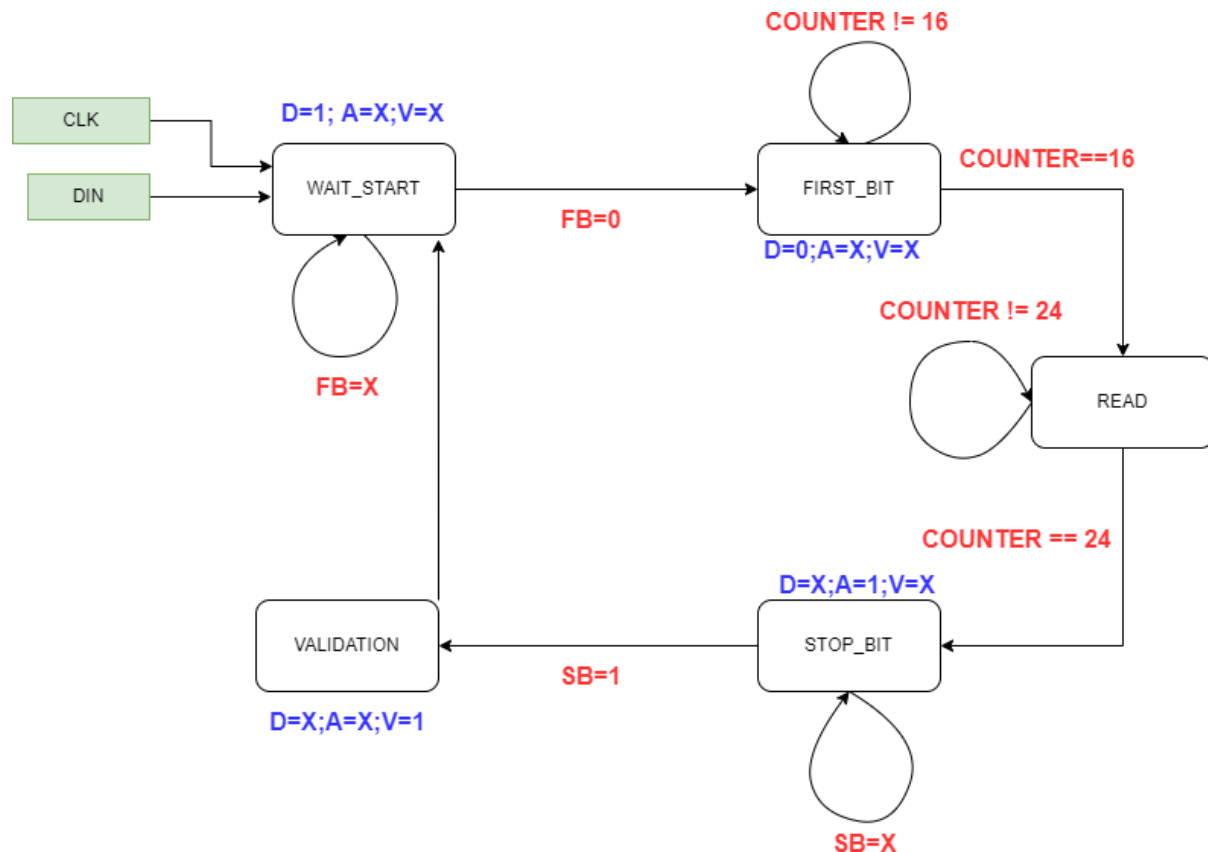 COUNTER != 16
CLK
D=1; A=X;V=X
COUNTER==16
DIN
WAIT_START
FIRST_BIT
FB=0
D=0;A=X;V=X
COUNTER != 24
FB=X
READ
COUNTER == 24
D=X;A=1;V=X
VALIDATION
STOP_BIT
SB=1
D=X;A=X;V=1
SB=X